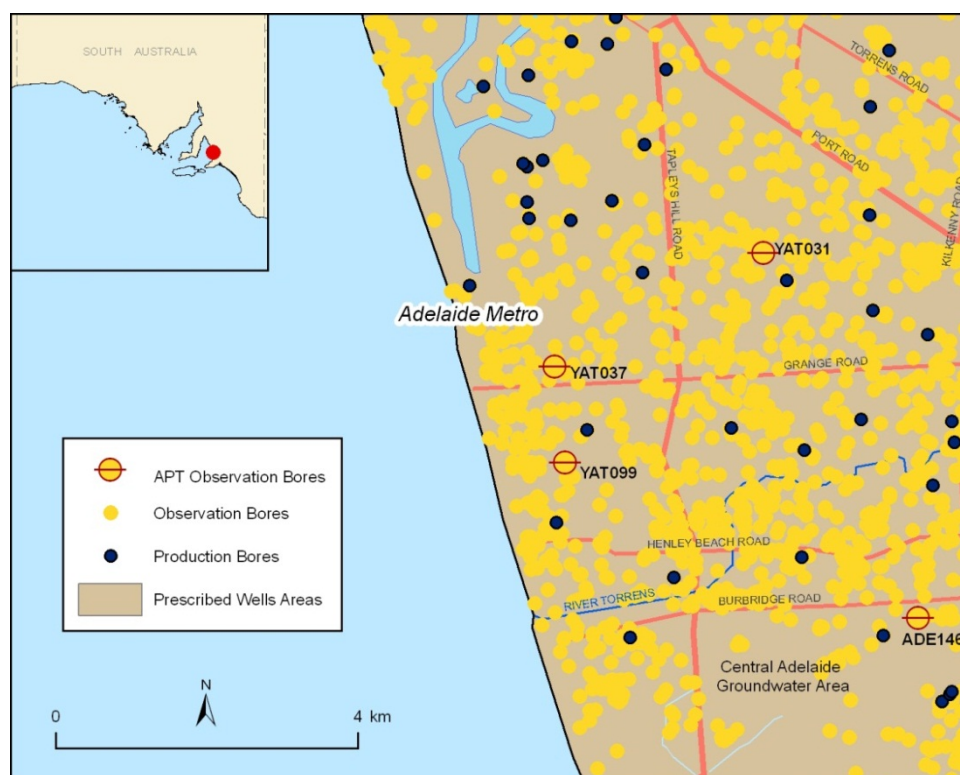 SOUTH AUSTRALIA
TORRENS ROAD
PORT ROAD
TAPLEYS HILL ROAD
KILKENNY ROAD
YAT031
Adelaide Metro
GRANGE ROAD
YAT037
YAT099
HENLEY BEACH ROAD
RIVER TORRENS
BURBRIDGE ROAD
ADE146
Central Adelaide
Groundwater Area
APT Observation Bores
Observation Bores
Production Bores
Prescribed Wells Areas
N
0 4 km